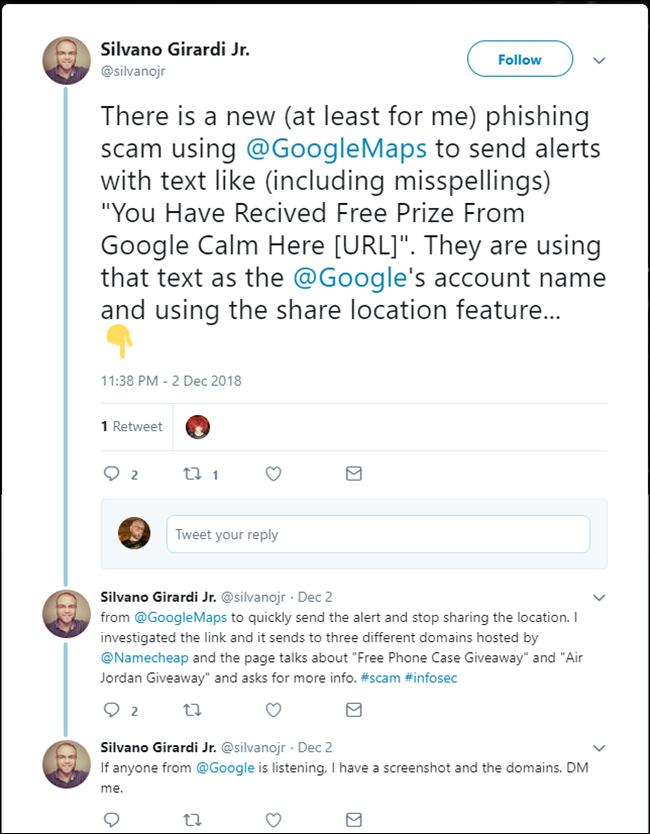 Silvano Girardi Jr.
@silvanojr
Follow
There is a new (at least for me) phishing
scam using @GoogleMaps to send alerts
with text like (including misspellings)
"You Have Recived Free Prize From
Google Calm Here [URL]". They are using
that text as the @Google's account name
and using the share location feature...
11:38 PM - 2 Dec 2018
1 Retweet
2 1
Tweet your reply
Silvano Girardi Jr. @silvanojr · Dec 2
from @GoogleMaps to quickly send the alert and stop sharing the location. I
investigated the link and it sends to three different domains hosted by
@Namecheap and the page talks about "Free Phone Case Giveaway" and "Air
Jordan Giveaway" and asks for more info. #scam #infosec
2
Silvano Girardi Jr. @silvanojr · Dec 2
If anyone from @Google is listening, I have a screenshot and the domains. DM
me.